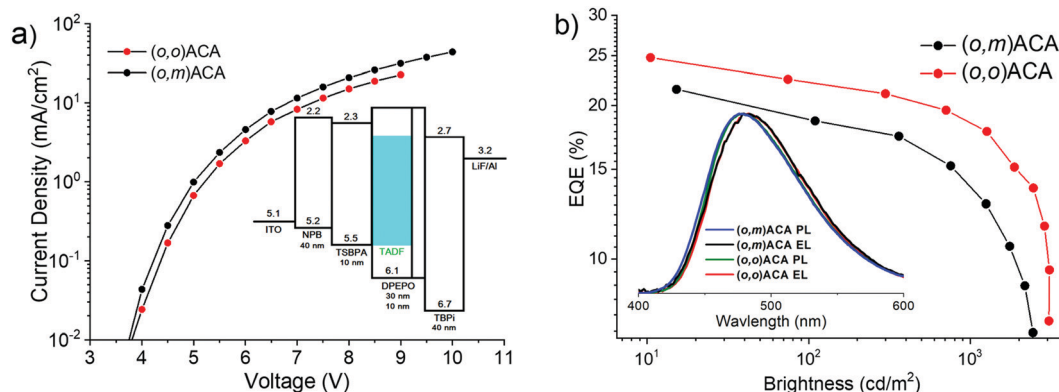 a)
(o,o)ACA
(o,m)ACA
Current Density (mA/cm²)
10²
10¹
10⁰
10⁻¹
10⁻²
3 4 5 6 7 8 9 10 11
Voltage (V)
2.2
2.3
2.7
3.2
LiF/Al
5.1
ITO
5.2
NPB
40 nm
5.5
TSBPA
10 nm
TADF
6.1
DPEPO
30 nm
10 nm
6.7
TBPi
40 nm
b)
(o,m)ACA
(o,o)ACA
EQE (%)
30
25
20
15
10
(o,m)ACA PL
(o,m)ACA EL
(o,o)ACA PL
(o,o)ACA EL
400 500 600
Wavelength (nm)
10¹ 10² 10³
Brightness (cd/m²)